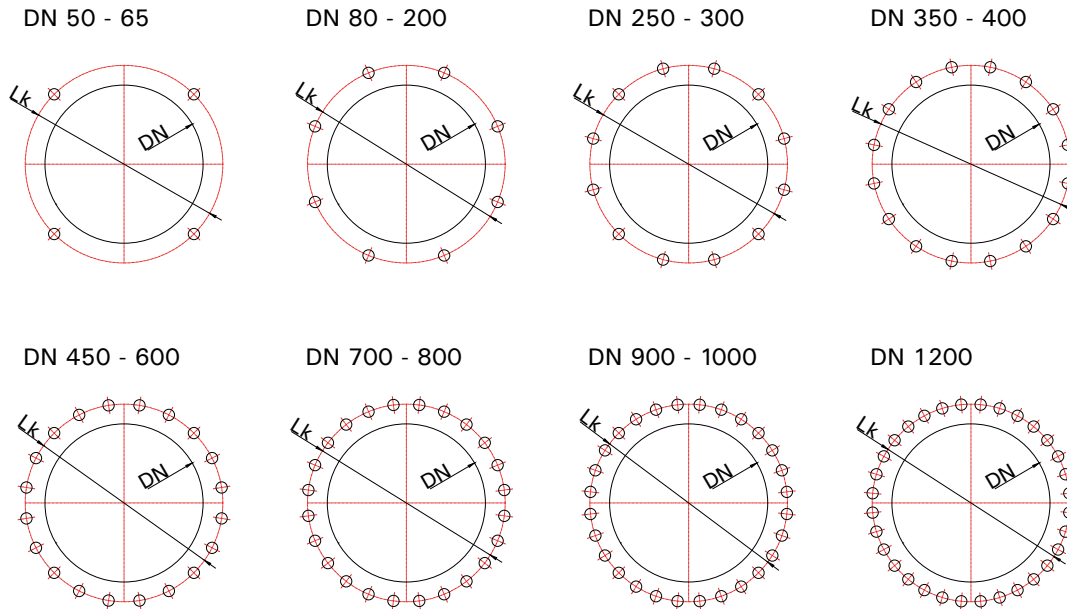 DN 50 - 65
DN 80 - 200
DN 250 - 300
DN 350 - 400
Lk
DN
Lk
DN
Lk
DN
Lk
DN
DN 450 - 600
DN 700 - 800
DN 900 - 1000
DN 1200
Lk
DN
Lk
DN
Lk
DN
Lk
DN